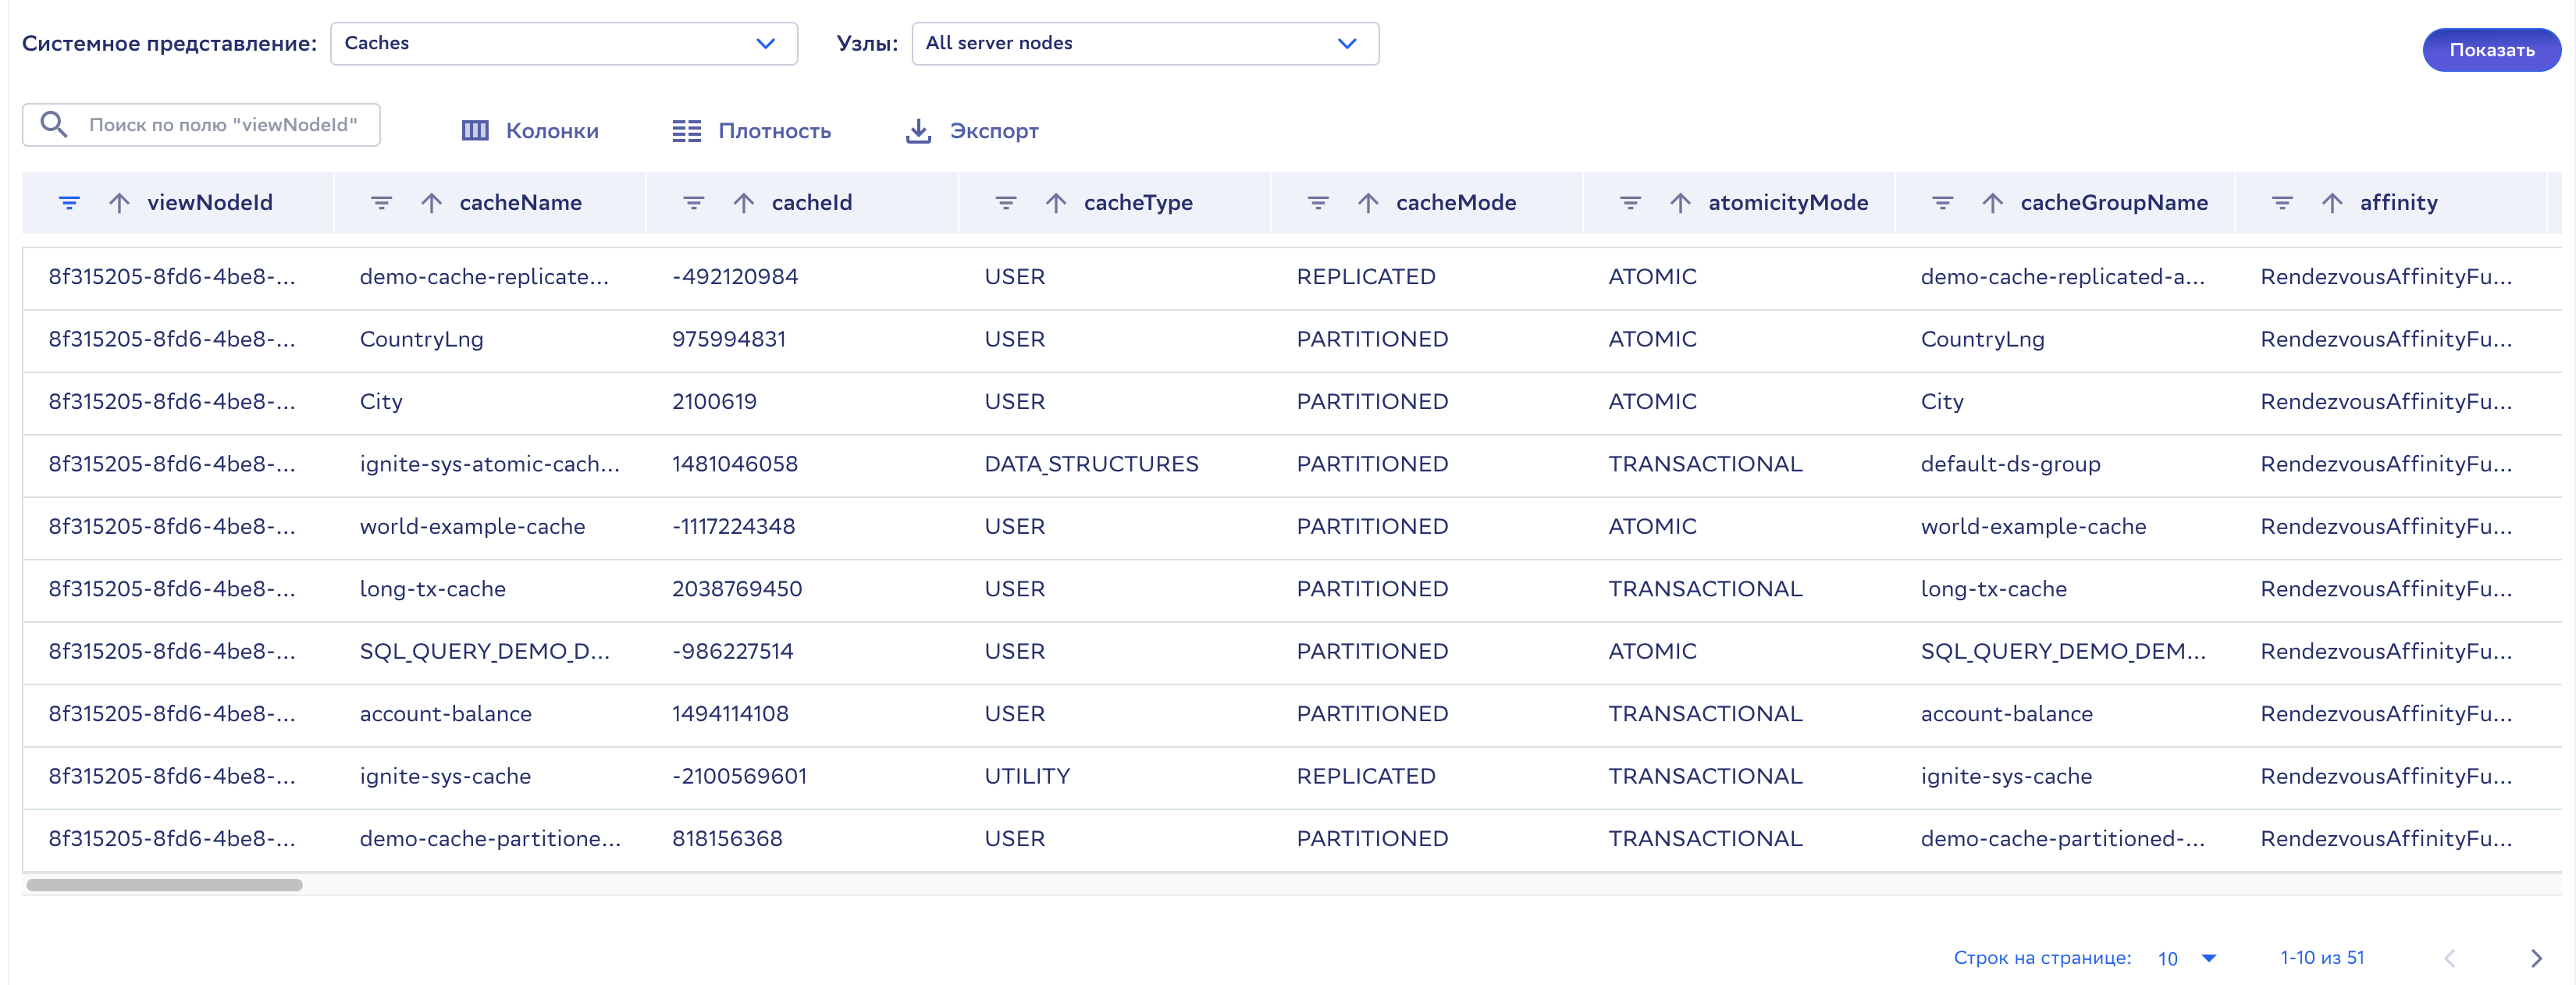 Системное представление: Caches Узлы: All server nodes Показать
Поиск по полю "viewNodeId" Колонки Плотность Экспорт
viewNodeId cacheName cacheId cacheType cacheMode atomicityMode cacheGroupName affinity
8f315205-8fd6-4be8-... demo-cache-replicate... -492120984 USER REPLICATED ATOMIC demo-cache-replicated-a... RendezvousAffinityFu...
8f315205-8fd6-4be8-... CountryLng 975994831 USER PARTITIONED ATOMIC CountryLng RendezvousAffinityFu...
8f315205-8fd6-4be8-... City 2100619 USER PARTITIONED ATOMIC City RendezvousAffinityFu...
8f315205-8fd6-4be8-... ignite-sys-atomic-cach... 1481046058 DATA_STRUCTURES PARTITIONED TRANSACTIONAL default-ds-group RendezvousAffinityFu...
8f315205-8fd6-4be8-... world-example-cache -1117224348 USER PARTITIONED ATOMIC world-example-cache RendezvousAffinityFu...
8f315205-8fd6-4be8-... long-tx-cache 2038769450 USER PARTITIONED TRANSACTIONAL long-tx-cache RendezvousAffinityFu...
8f315205-8fd6-4be8-... SQL_QUERY_DEMO_D... -986227514 USER PARTITIONED ATOMIC SQL_QUERY_DEMO_DEM... RendezvousAffinityFu...
8f315205-8fd6-4be8-... account-balance 1494114108 USER PARTITIONED TRANSACTIONAL account-balance RendezvousAffinityFu...
8f315205-8fd6-4be8-... ignite-sys-cache -2100569601 UTILITY REPLICATED TRANSACTIONAL ignite-sys-cache RendezvousAffinityFu...
8f315205-8fd6-4be8-... demo-cache-partitione... 818156368 USER PARTITIONED TRANSACTIONAL demo-cache-partitioned-... RendezvousAffinityFu...
Строк на странице: 10 1-10 из 51